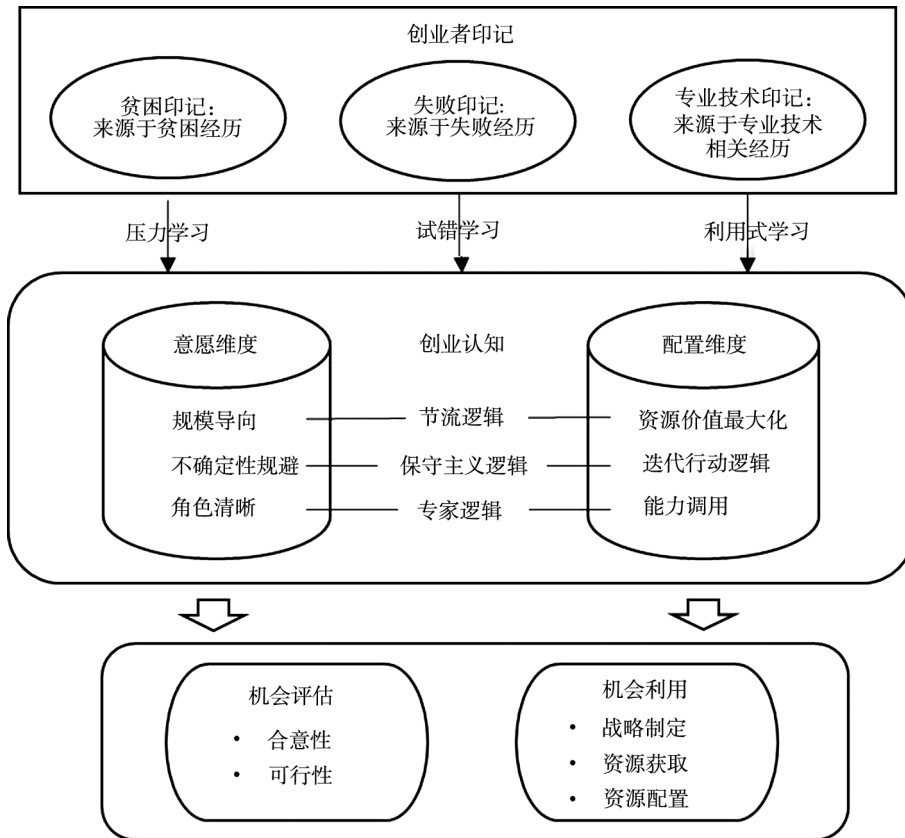 创业者印记
贫困印记：
来源于贫困经历
失败印记:
来源于失败经历
专业技术印记：
来源于专业技术
相关经历
压力学习
试错学习
利用式学习
意愿维度
创业认知
配置维度
规模导向
节流逻辑
资源价值最大化
不确定性规避
保守主义逻辑
迭代行动逻辑
角色清晰
专家逻辑
能力调用
机会评估
• 合意性
• 可行性
机会利用
• 战略制定
• 资源获取
• 资源配置